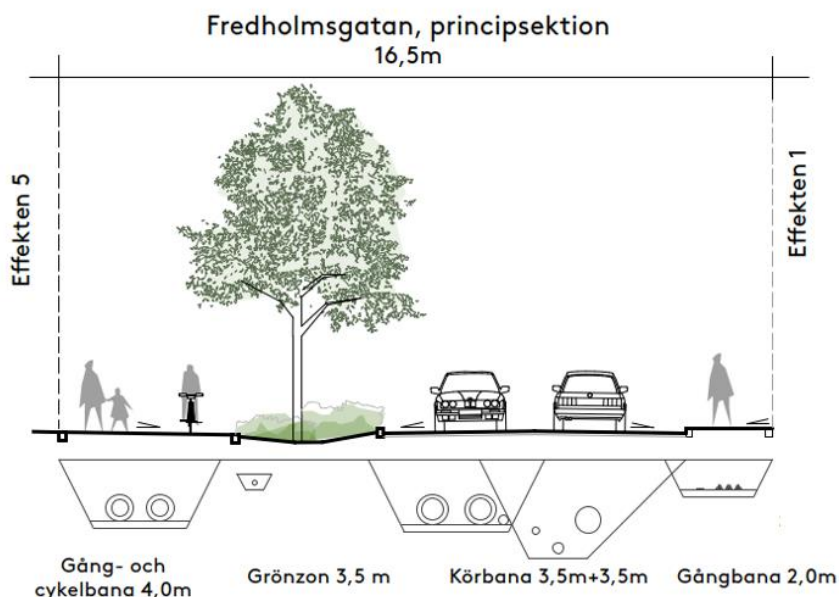 Fredholmsgatan, principsektion
16,5m
Effekten 5
Effekten 1
Gång- och
cykelbana 4,0m
Grönzon 3,5 m
Körbana 3,5m+3,5m
Gångbana 2,0m